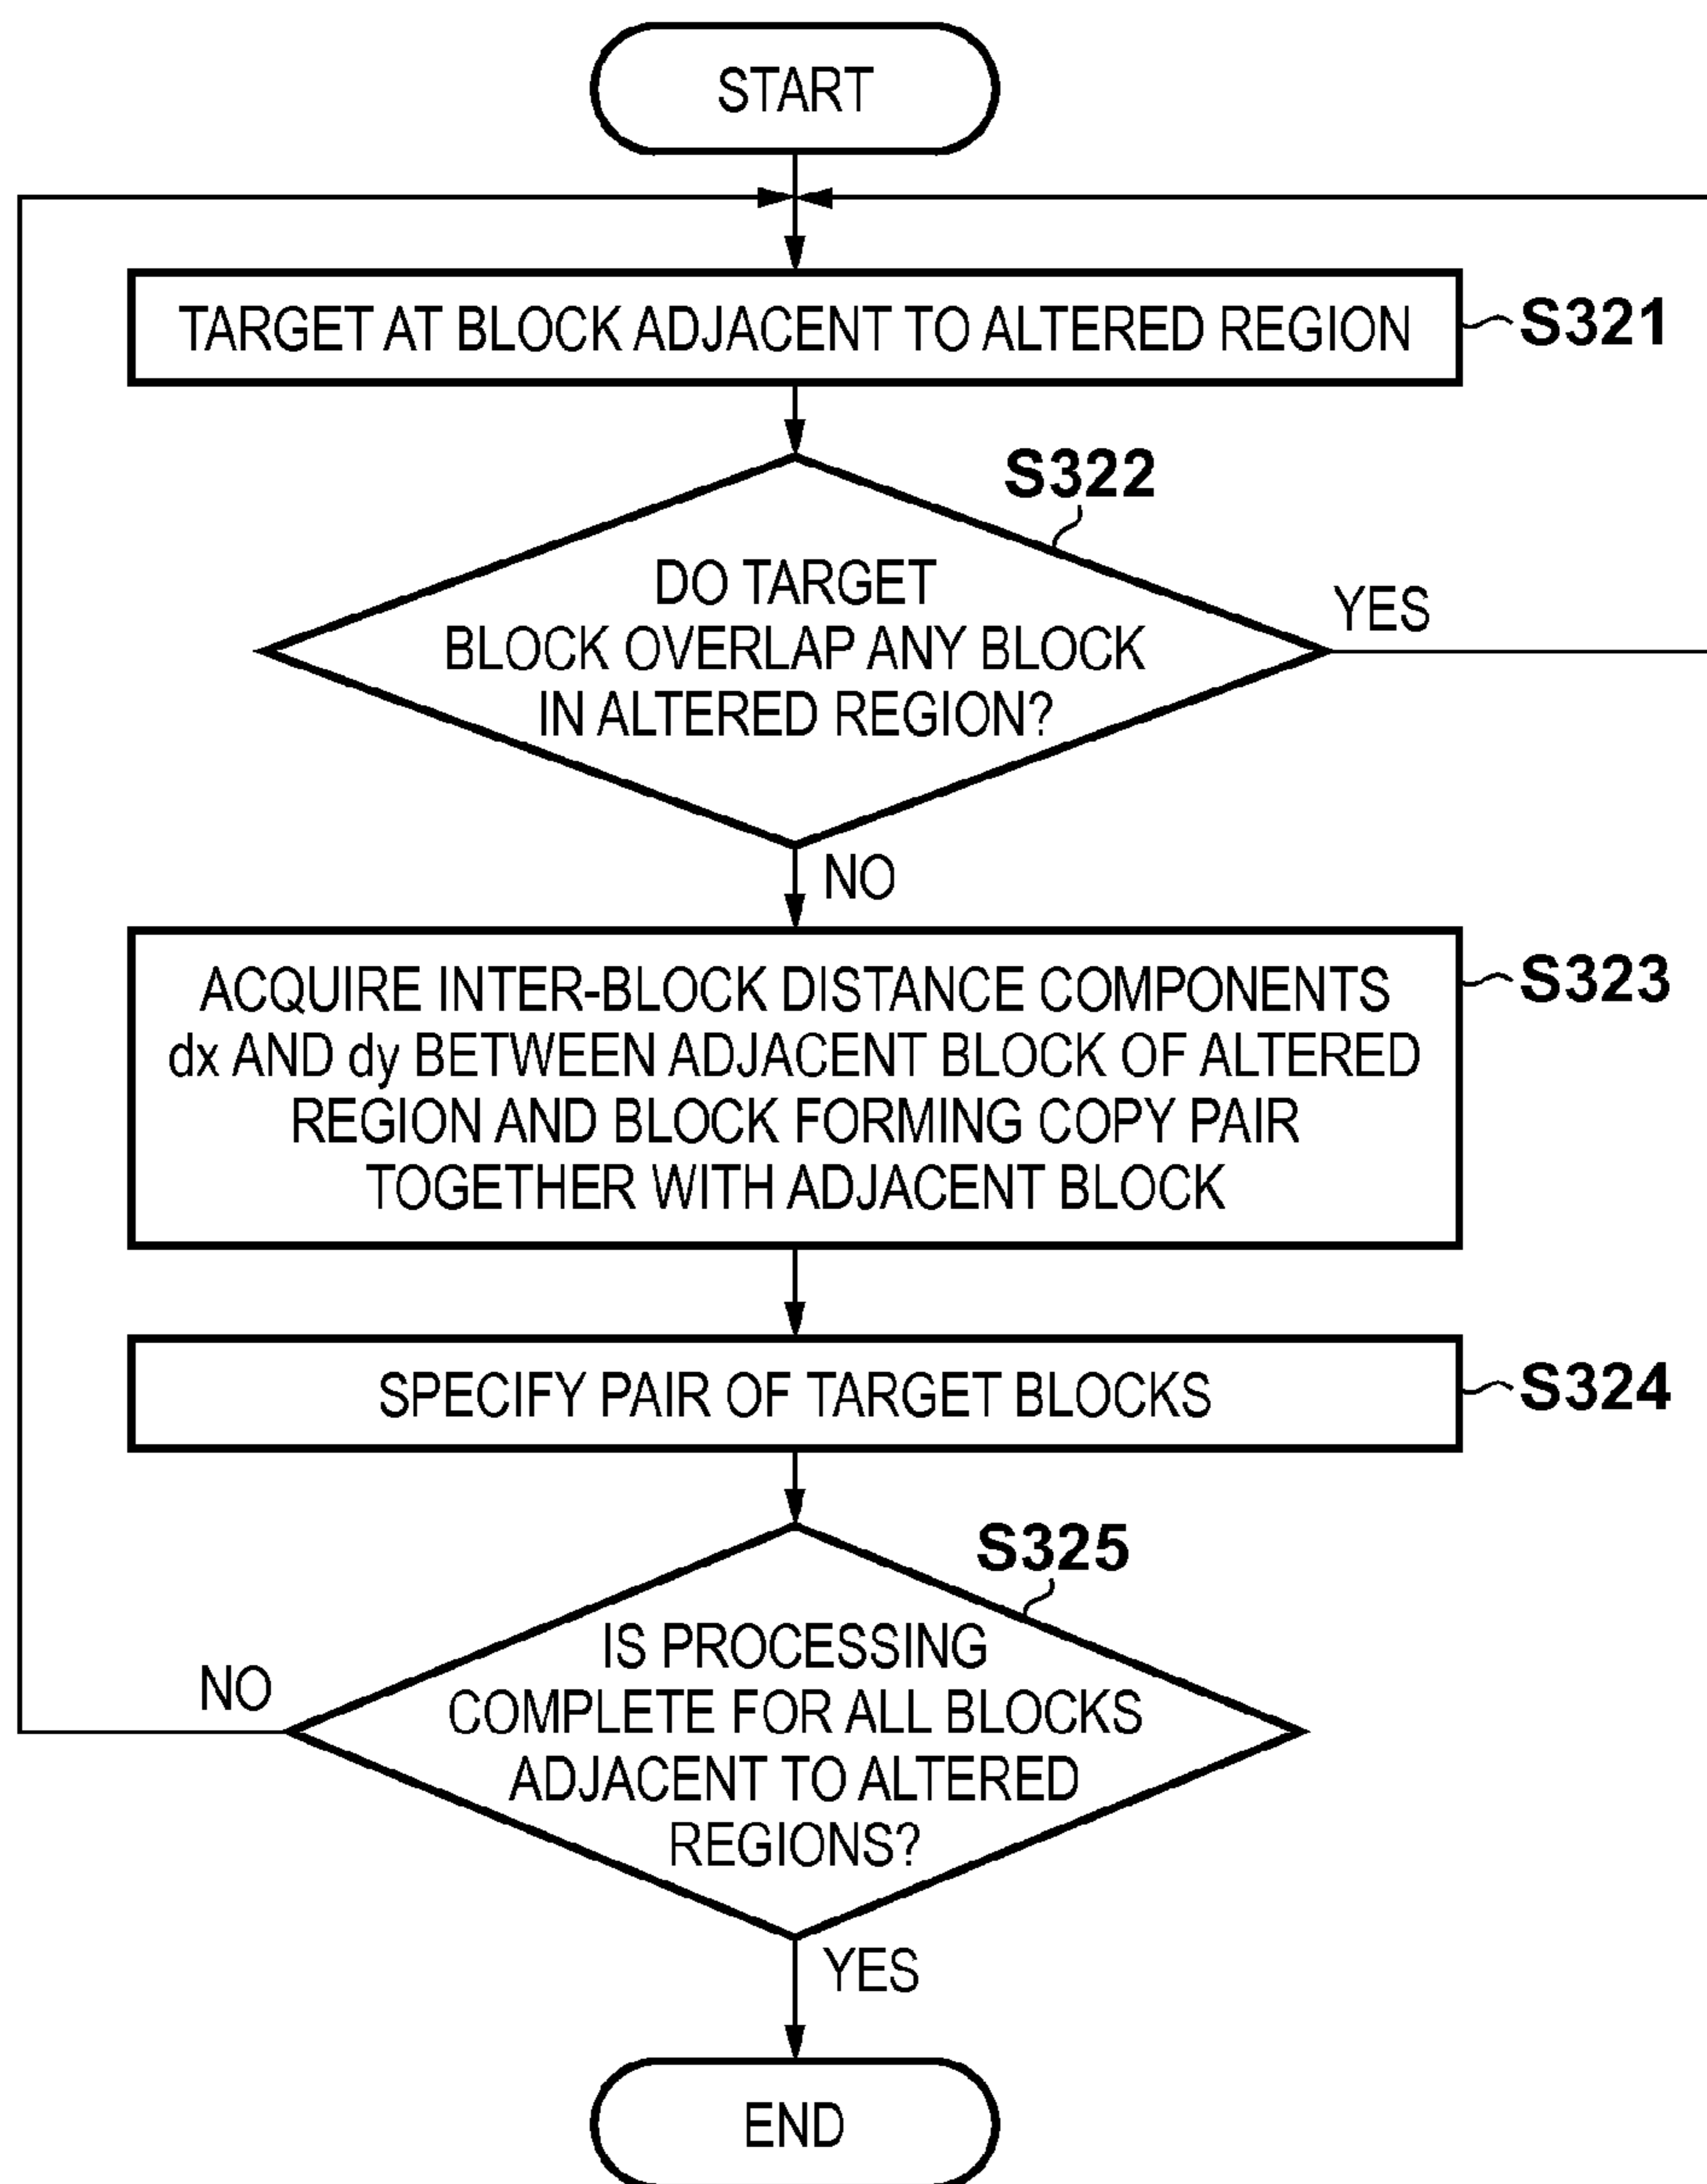 START
TARGET AT BLOCK ADJACENT TO ALTERED REGION
S321
S322
DO TARGET
BLOCK OVERLAP ANY BLOCK
IN ALTERED REGION?
YES
NO
ACQUIRE INTER-BLOCK DISTANCE COMPONENTS
dx AND dy BETWEEN ADJACENT BLOCK OF ALTERED
REGION AND BLOCK FORMING COPY PAIR
TOGETHER WITH ADJACENT BLOCK
S323
SPECIFY PAIR OF TARGET BLOCKS
S324
S325
IS PROCESSING
COMPLETE FOR ALL BLOCKS
ADJACENT TO ALTERED
REGIONS?
NO
YES
END